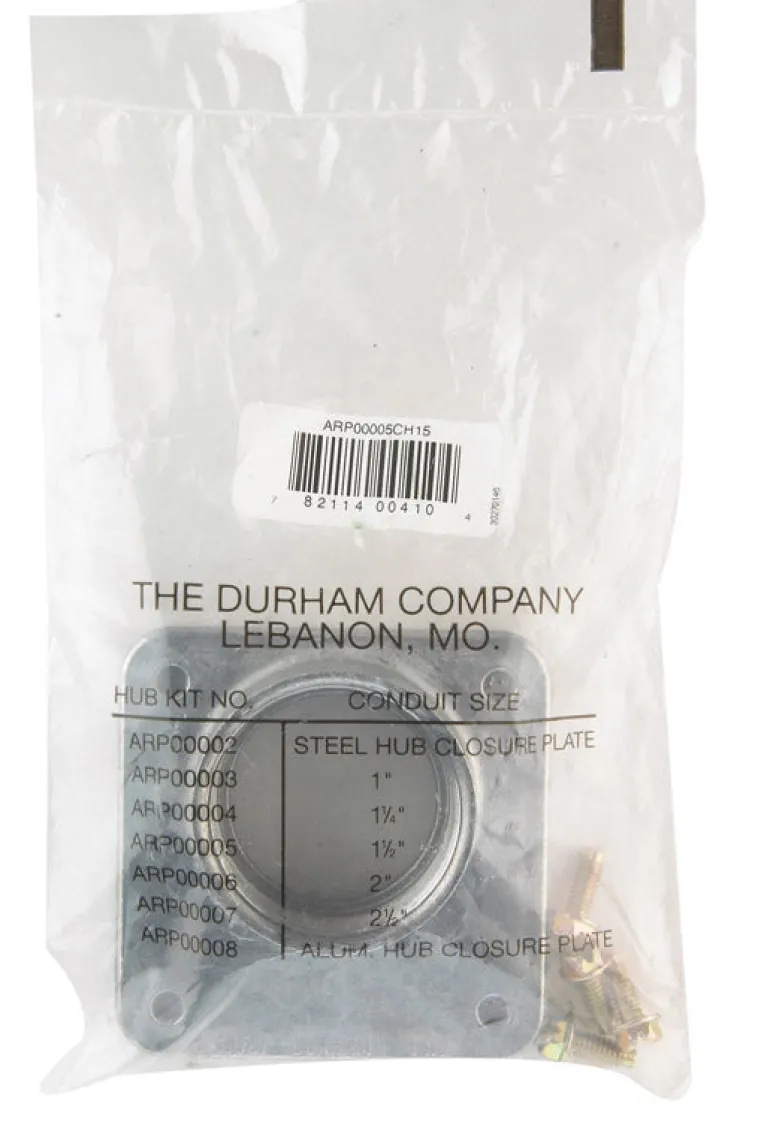 ARP00005CH15
7 82114 00410 4
30270146
THE DURHAM COMPANY
LEBANON, MO.
HUB KIT NO. CONDUIT SIZE
ARP00002 STEEL HUB CLOSURE PLATE
ARP00003 1"
ARP00004 1¼"
ARP00005 1½"
ARP00006 2"
ARP00007 2½"
ARP00008 ALUM. HUB CLOSURE PLATE